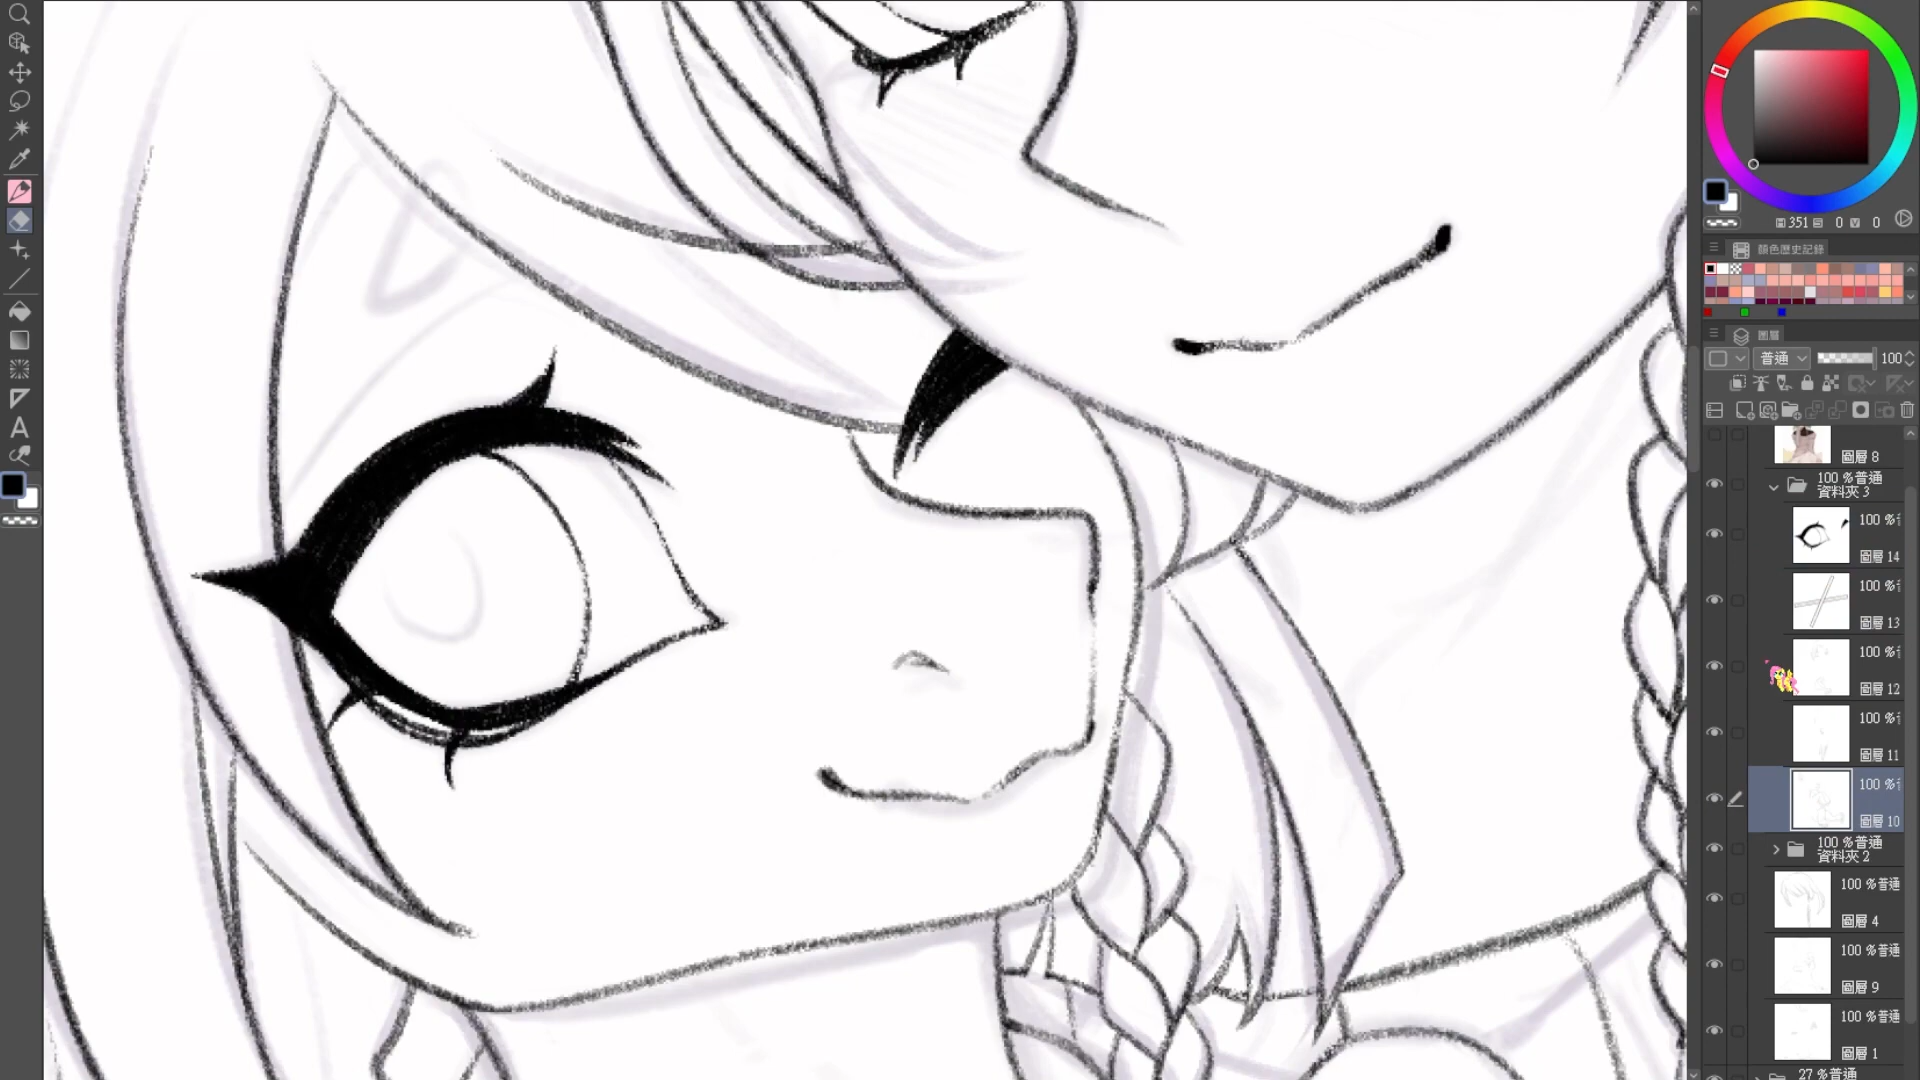 351 0 0
顏色歷史記錄
圖層
普通 100
圖層 8
100 %普通
資料夾 3
100 %
圖層 14
100 %
圖層 13
100 %
圖層 12
100 %
圖層 11
100 %
圖層 10
100 %普通
資料夾 2
100 %普通
圖層 4
100 %普通
圖層 9
100 %普通
圖層 1
27 %普通